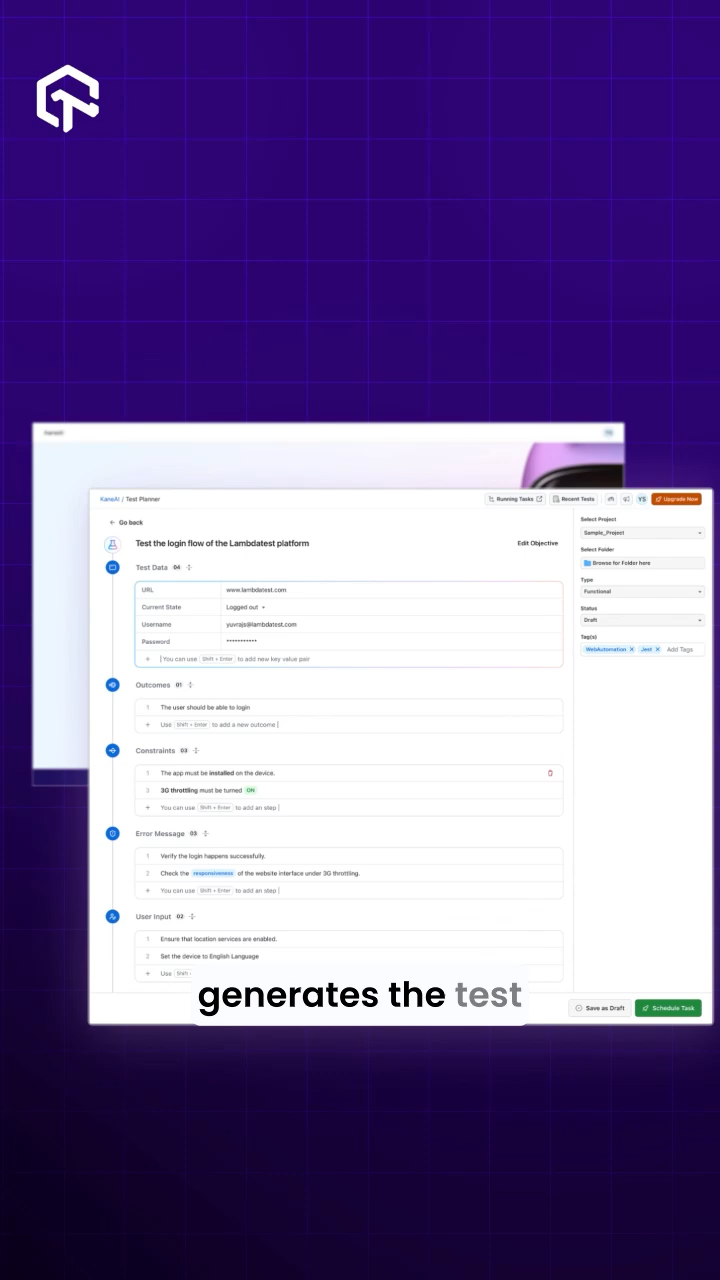 KaneAI
YS
KaneAI / Test Planner
Running Tasks
Recent Tests
YS
Upgrade Now
Go back
Test the login flow of the Lambdatest platform
Edit Objective
Test Data 04
URL www.lambdatest.com
Current State Logged out
Username yuvrajs@lambdatest.com
Password ***********
+ You can use Shift + Enter to add new key value pair
Outcomes 01
1 The user should be able to login
+ Use Shift + Enter to add a new outcome
Constraints 03
1 The app must be installed on the device.
3 3G throttling must be turned ON
+ You can use Shift + Enter to add an step
Error Message 03
1 Verify the login happens successfully.
2 Check the responsiveness of the website interface under 3G throttling.
+ You can use Shift + Enter to add an step
User Input 02
1 Ensure that location services are enabled.
2 Set the device to English Language
+ Use Shift
Select Project
Sample_Project
Select Folder
Browse for Folder here
Type
Functional
Status
Draft
Tag(s)
WebAutomation × Jest × Add Tags
generates the test
Save as Draft
Schedule Task